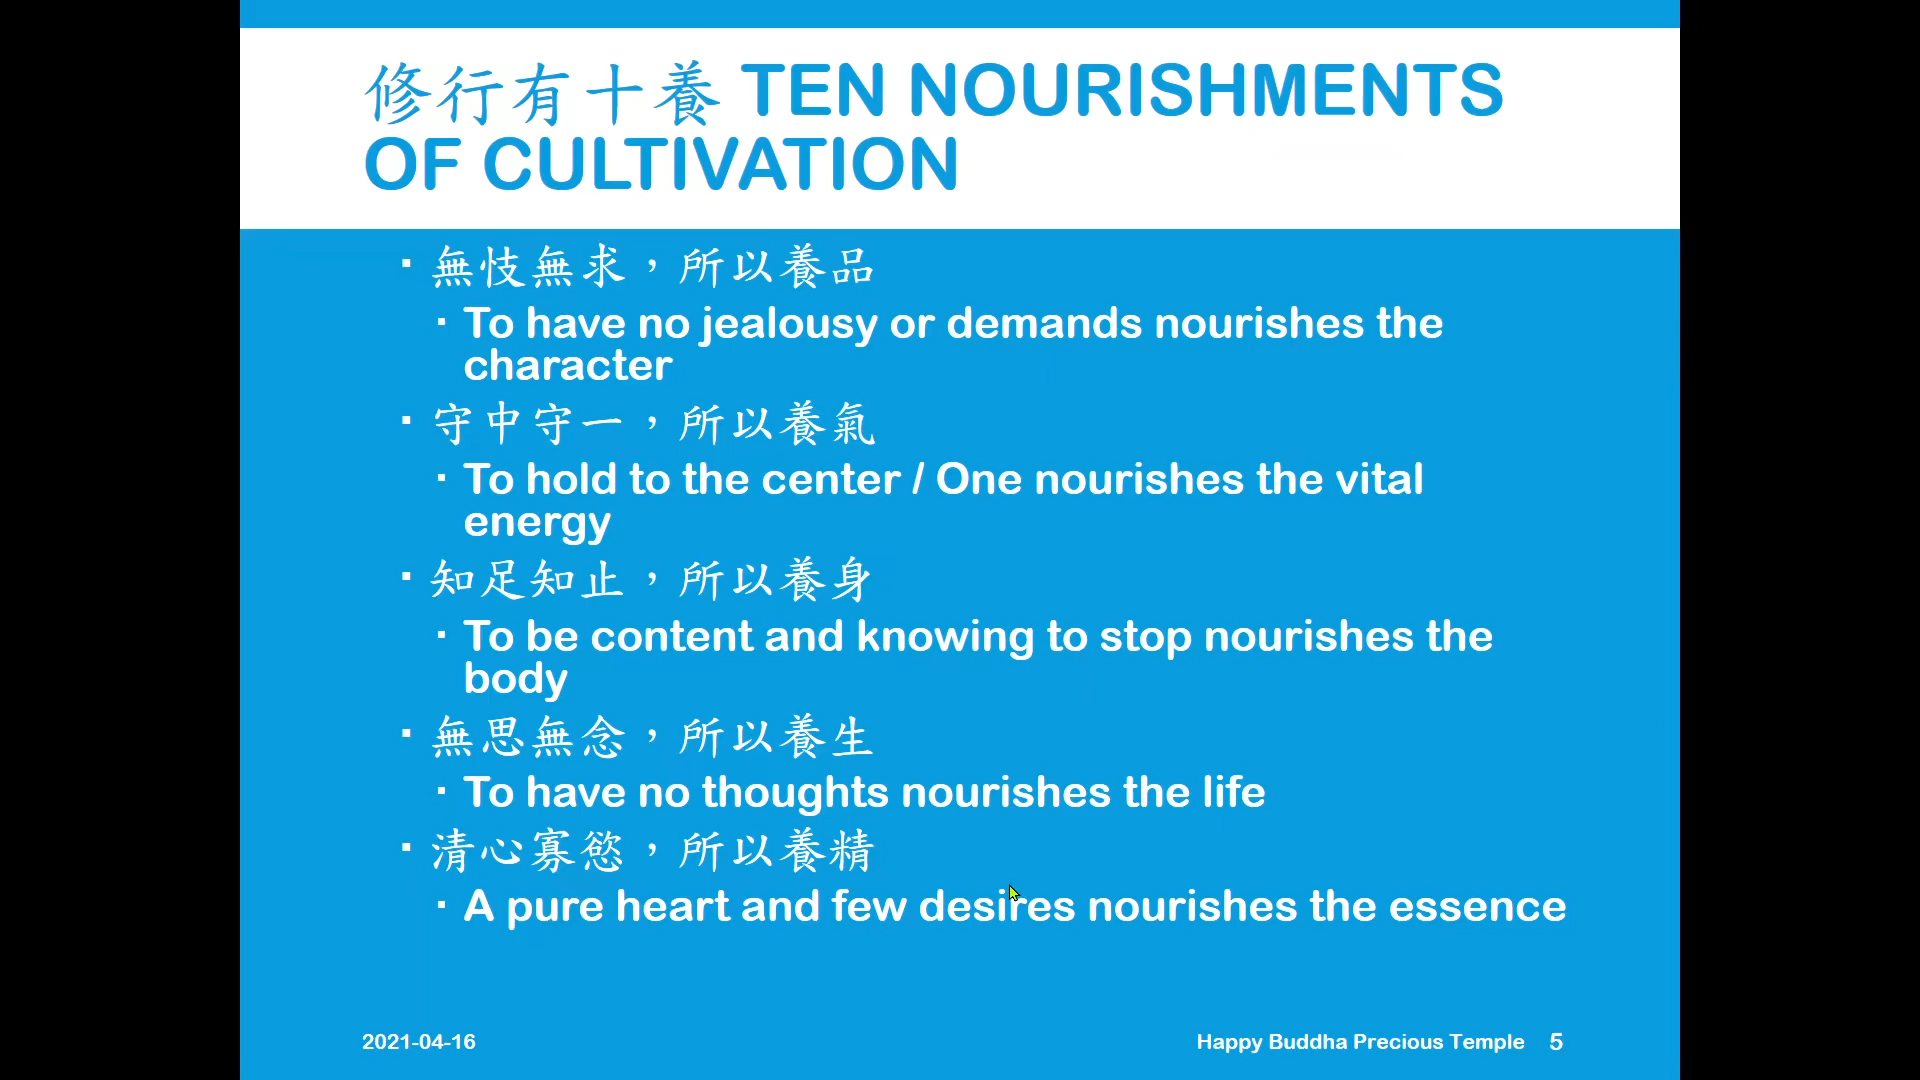 修行有十養 TEN NOURISHMENTS
OF CULTIVATION
▪ 無忮無求，所以養品
▪ To have no jealousy or demands nourishes the
character
▪ 守中守一，所以養氣
▪ To hold to the center / One nourishes the vital
energy
▪ 知足知止，所以養身
▪ To be content and knowing to stop nourishes the
body
▪ 無思無念，所以養生
▪ To have no thoughts nourishes the life
▪ 清心寡慾，所以養精
▪ A pure heart and few desires nourishes the essence
2021-04-16 Happy Buddha Precious Temple 5